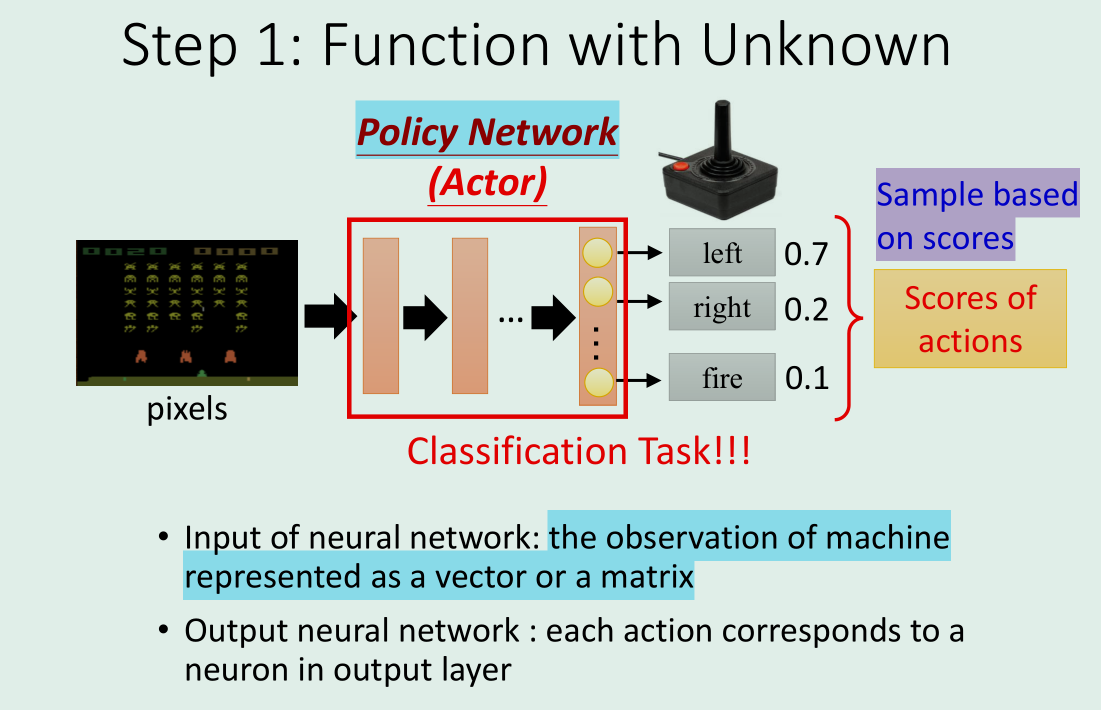 Step 1: Function with Unknown
Policy Network
(Actor)
Sample based
on scores
left 0.7
right 0.2
fire 0.1
Scores of
actions
...
pixels
Classification Task!!!
• Input of neural network: the observation of machine
represented as a vector or a matrix
• Output neural network : each action corresponds to a
neuron in output layer